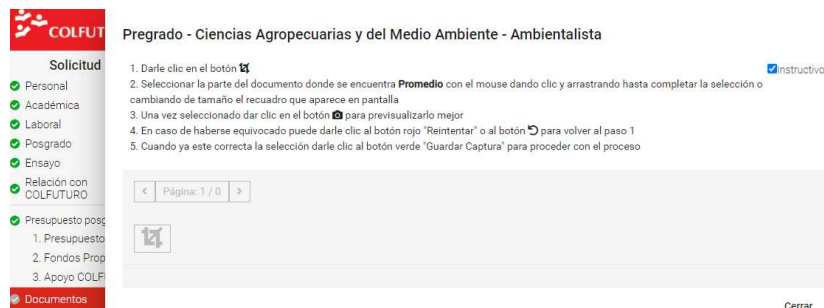 COLFUT
Solicitud
Personal
Académica
Laboral
Posgrado
Ensayo
Relación con
COLFUTURO
Presupuesto posg
1. Presupuesto
2. Fondos Prop
3. Apoyo COLF
Documentos
Pregrado - Ciencias Agropecuarias y del Medio Ambiente - Ambientalista
1. Darle clic en el botón
2. Seleccionar la parte del documento donde se encuentra Promedio con el mouse dando clic y arrastrando hasta completar la selección o
cambiando de tamaño el recuadro que aparece en pantalla
3. Una vez seleccionado dar clic en el botón para previsualizarlo mejor
4. En caso de haberse equivocado puede darle clic al botón rojo "Reintentar" o al botón para volver al paso 1
5. Cuando ya este correcta la selección darle clic al botón verde "Guardar Captura" para proceder con el proceso
Instructivo
< Página: 1 / 0 >
Cerrar